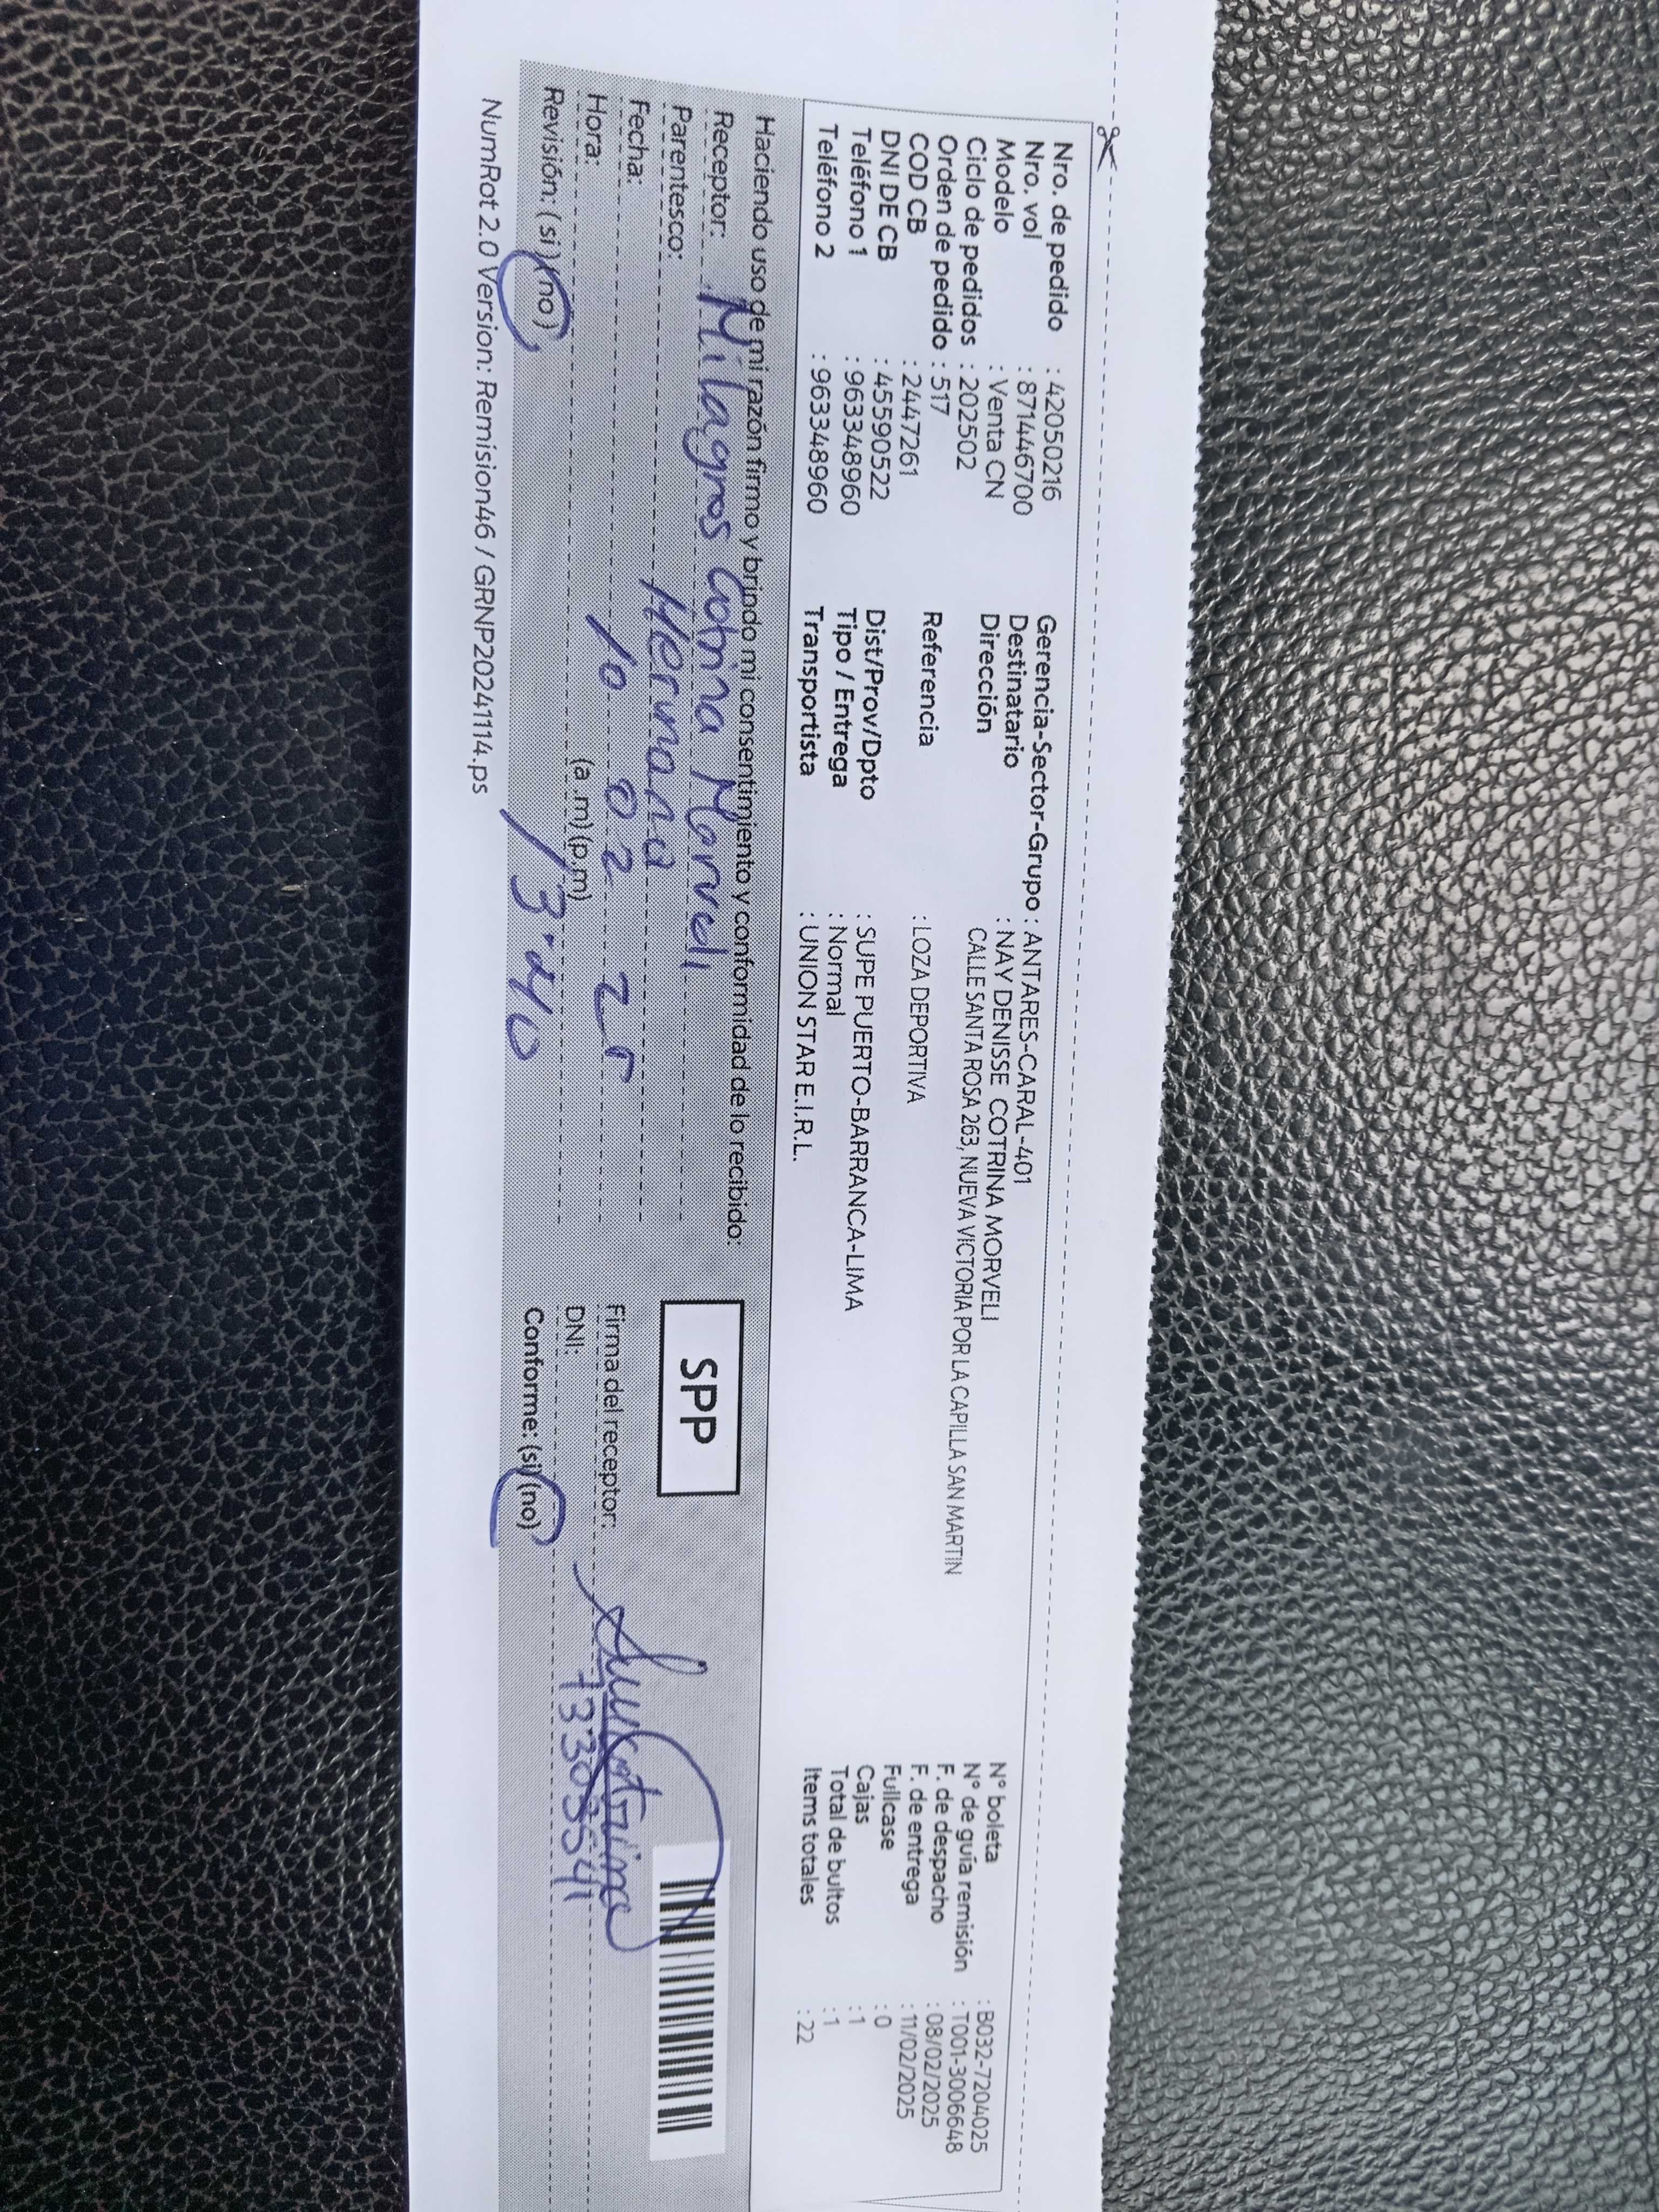 Nro. de pedido : 42050216
Nro. vol : 8714446700
Modelo : Venta CN
Ciclo de pedidos : 202502
Orden de pedido : 517
COD CB : 2447261
DNI DE CB : 45590522
Teléfono 1 : 963348960
Teléfono 2 : 963348960
Gerencia-Sector-Grupo : ANTARES-CARAL-401
Destinatario : NAY DENISSE COTRINA MORVELI
Dirección CALLE SANTA ROSA 263, NUEVA VICTORIA POR LA CAPILLA SAN MARTIN
Referencia : LOZA DEPORTIVA
Dist/Prov/Dpto : SUPE PUERTO-BARRANCA-LIMA
Tipo / Entrega : Normal
Transportista : UNION STAR E.I.R.L.
N° boleta : B032-7204025
N° de guía remisión : T001-3006648
F. de despacho : 08/02/2025
F. de entrega : 11/02/2025
Fullcase : 0
Cajas : 1
Total de bultos : 1
Items totales : 22
Haciendo uso de mi razón firmo y brindo mi consentimiento y conformidad de lo recibido:
Receptor: Milagros Cotrina Morveli
Parentesco: Hermana
Fecha: 10 02 25
Hora: (a.m) (p.m) 13:40
Revisión: (si) (no)
SPP
Firma del receptor:
DNI: 73303541
Conforme: (si) (no)
NumRot 2.0 Version: Remision46 / GRNP20241114.ps